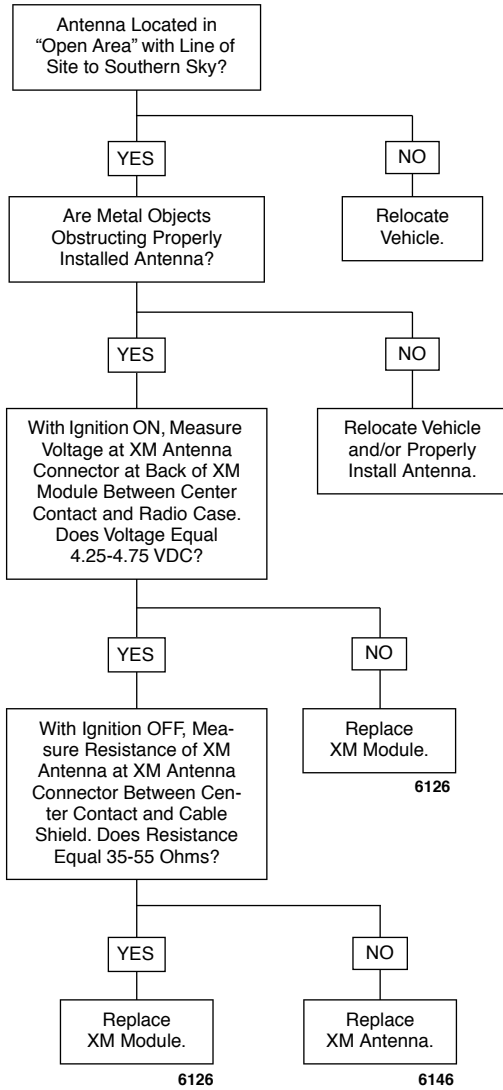 Antenna Located in
“Open Area” with Line of
Site to Southern Sky?
YES
NO
Are Metal Objects
Obstructing Properly
Installed Antenna?
Relocate
Vehicle.
YES
NO
With Ignition ON, Measure
Voltage at XM Antenna
Connector at Back of XM
Module Between Center
Contact and Radio Case.
Does Voltage Equal
4.25-4.75 VDC?
Relocate Vehicle
and/or Properly
Install Antenna.
YES
NO
With Ignition OFF, Mea-
sure Resistance of XM
Antenna at XM Antenna
Connector Between Cen-
ter Contact and Cable
Shield. Does Resistance
Equal 35-55 Ohms?
Replace
XM Module.
6126
YES
NO
Replace
XM Module.
6126
Replace
XM Antenna.
6146